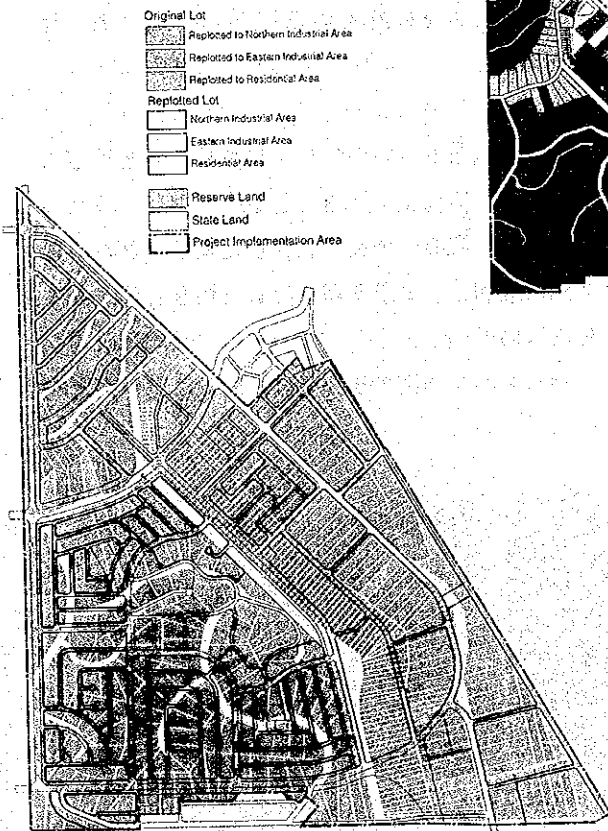 Original Lot
Replotted to Northern Industrial Area
Replotted to Eastern Industrial Area
Replotted to Residential Area
Replotted Lot
Northern Industrial Area
Eastern Industrial Area
Residential Area
Reserve Land
State Land
Project Implomentation Area